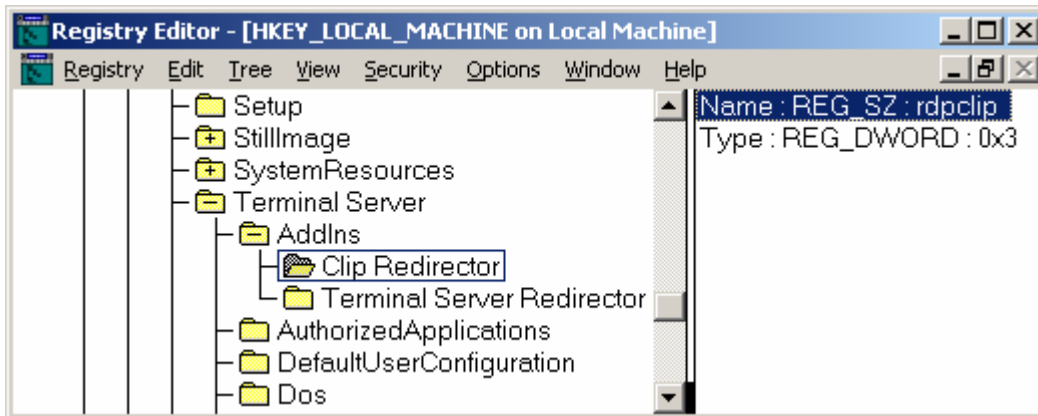 Registry Editor - [HKEY_LOCAL_MACHINE on Local Machine]
Registry Edit Tree View Security Options Window Help
Setup
StillImage
SystemResources
Terminal Server
AddIns
Clip Redirector
Terminal Server Redirector
AuthorizedApplications
DefaultUserConfiguration
Dos
Name : REG_SZ : rdpclip
Type : REG_DWORD : 0x3